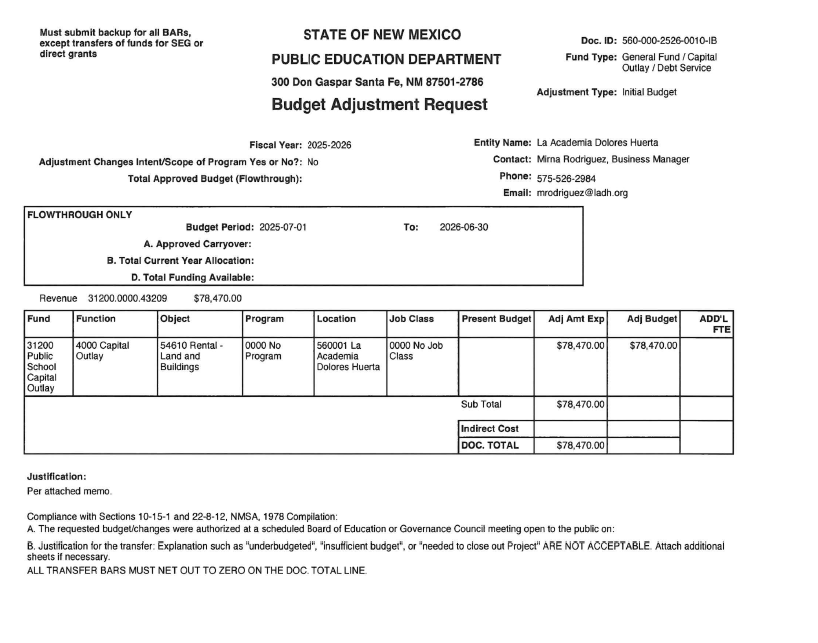 Must submit backup for all BARs,
except transfers of funds for SEG or
direct grants
STATE OF NEW MEXICO
PUBLIC EDUCATION DEPARTMENT
300 Don Gaspar Santa Fe, NM 87501-2786
Budget Adjustment Request
Doc. ID: 560-000-2526-0010-IB
Fund Type: General Fund / Capital
Outlay / Debt Service
Adjustment Type: Initial Budget
Fiscal Year: 2025-2026
Adjustment Changes Intent/Scope of Program Yes or No?: No
Total Approved Budget (Flowthrough):
Entity Name: La Academia Dolores Huerta
Contact: Mirna Rodriguez, Business Manager
Phone: 575-526-2984
Email: mrodriguez@ladh.org
FLOWTHROUGH ONLY
Budget Period: 2025-07-01 To: 2026-06-30
A. Approved Carryover:
B. Total Current Year Allocation:
D. Total Funding Available:
Revenue 31200.0000.43209 $78,470.00
Fund Function Object Program Location Job Class Present Budget Adj Amt Exp Adj Budget ADD'L
FTE
31200 4000 Capital 54610 Rental - 0000 No 560001 La 0000 No Job $78,470.00 $78,470.00
Public Outlay Land and Program Academia Class
School Buildings Dolores Huerta
Capital
Outlay
Sub Total $78,470.00
Indirect Cost
DOC. TOTAL $78,470.00
Justification:
Per attached memo.
Compliance with Sections 10-15-1 and 22-8-12, NMSA, 1978 Compilation:
A. The requested budget/changes were authorized at a scheduled Board of Education or Governance Council meeting open to the public on:
B. Justification for the transfer: Explanation such as "underbudgeted", "insufficient budget", or "needed to close out Project" ARE NOT ACCEPTABLE. Attach additional
sheets if necessary.
ALL TRANSFER BARS MUST NET OUT TO ZERO ON THE DOC. TOTAL LINE.